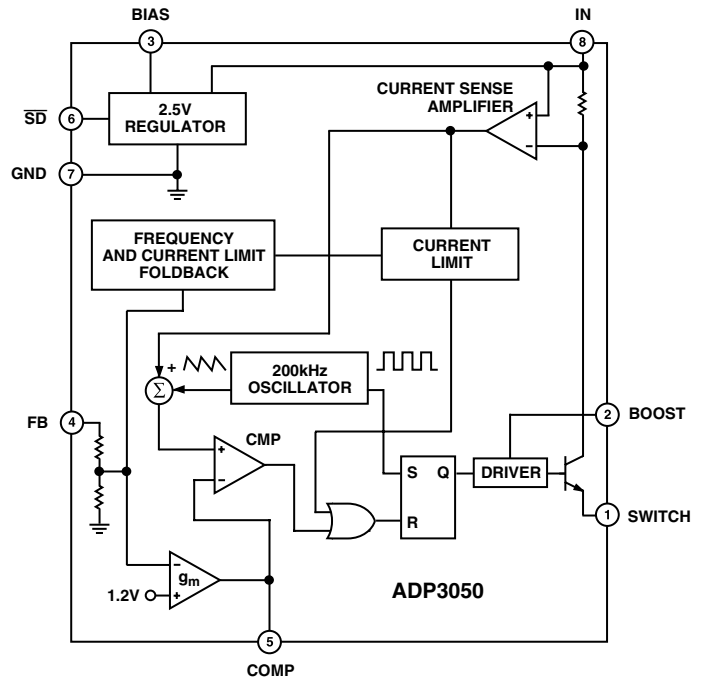 BIAS
IN
3
8
CURRENT SENSE
AMPLIFIER
2.5V
REGULATOR
SD
6
+
−
GND
7
FREQUENCY
AND CURRENT LIMIT
FOLDBACK
CURRENT
LIMIT
+
200kHz
OSCILLATOR
Σ
FB
4
2
BOOST
CMP
+
−
S Q
R
DRIVER
1
SWITCH
−
gm
+
1.2V
ADP3050
5
COMP